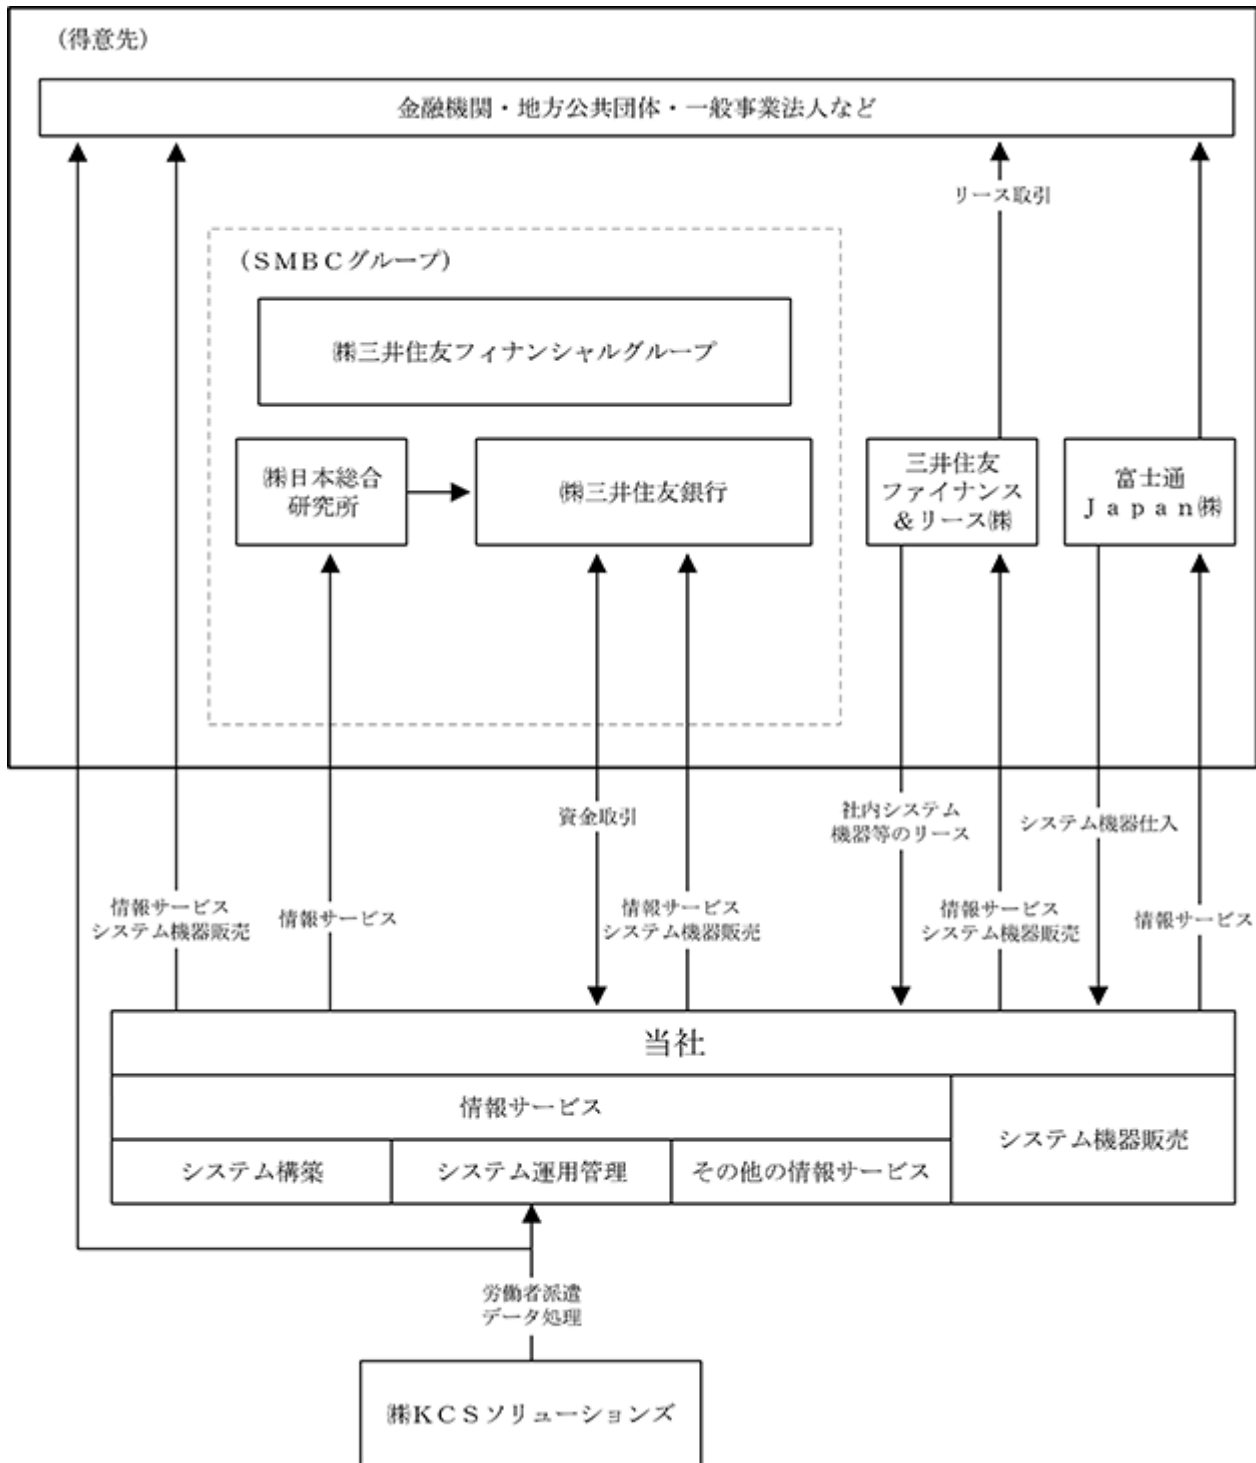 （得意先）
金融機関・地方公共団体・一般事業法人など
リース取引
（ＳＭＢＣグループ）
㈱三井住友フィナンシャルグループ
㈱日本総合
研究所
㈱三井住友銀行
三井住友
ファイナンス
＆リース㈱
富士通
Ｊａｐａｎ㈱
資金取引
社内システム
機器等のリース
システム機器仕入
情報サービス
システム機器販売
情報サービス
情報サービス
システム機器販売
情報サービス
システム機器販売
情報サービス
当社
情報サービス
システム機器販売
システム構築
システム運用管理
その他の情報サービス
労働者派遣
データ処理
㈱ＫＣＳソリューションズ